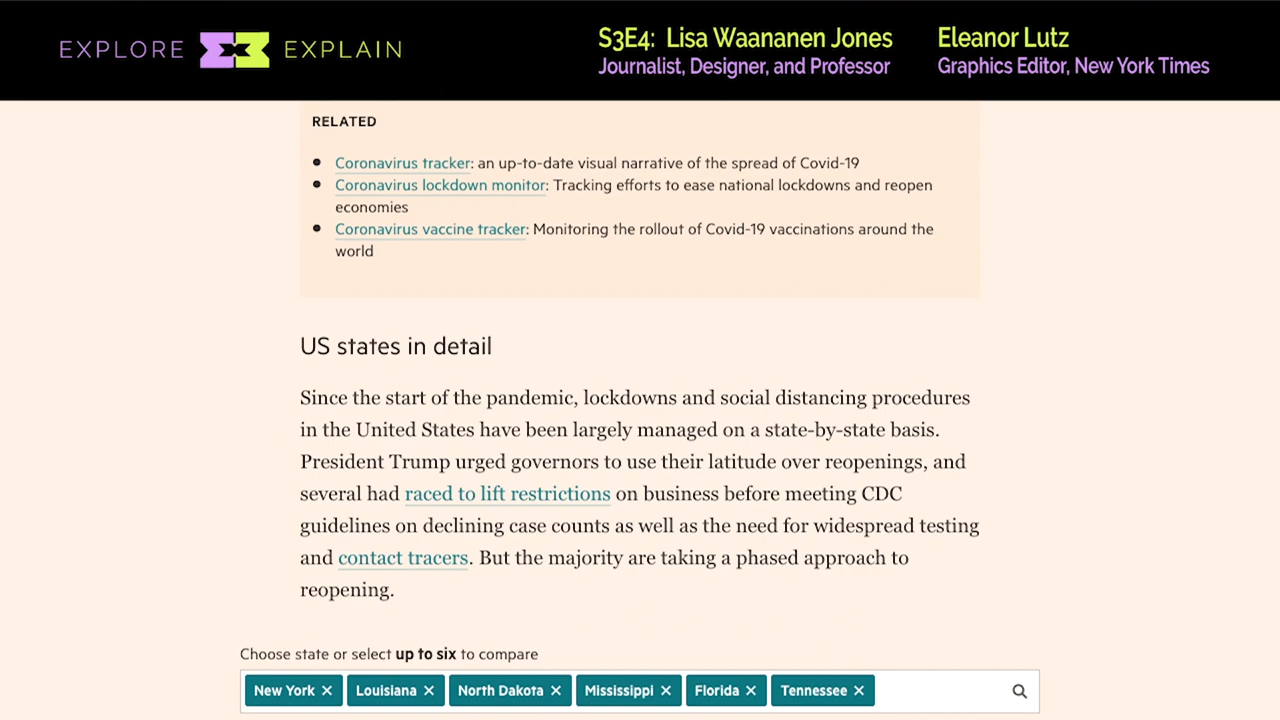 EXPLORE EXPLAIN
S3E4: Lisa Waananen Jones
Journalist, Designer, and Professor
Eleanor Lutz
Graphics Editor, New York Times
RELATED
Coronavirus tracker: an up-to-date visual narrative of the spread of Covid-19
Coronavirus lockdown monitor: Tracking efforts to ease national lockdowns and reopen
economies
Coronavirus vaccine tracker: Monitoring the rollout of Covid-19 vaccinations around the
world
US states in detail
Since the start of the pandemic, lockdowns and social distancing procedures
in the United States have been largely managed on a state-by-state basis.
President Trump urged governors to use their latitude over reopenings, and
several had raced to lift restrictions on business before meeting CDC
guidelines on declining case counts as well as the need for widespread testing
and contact tracers. But the majority are taking a phased approach to
reopening.
Choose state or select up to six to compare
New York × Louisiana × North Dakota × Mississippi × Florida × Tennessee ×